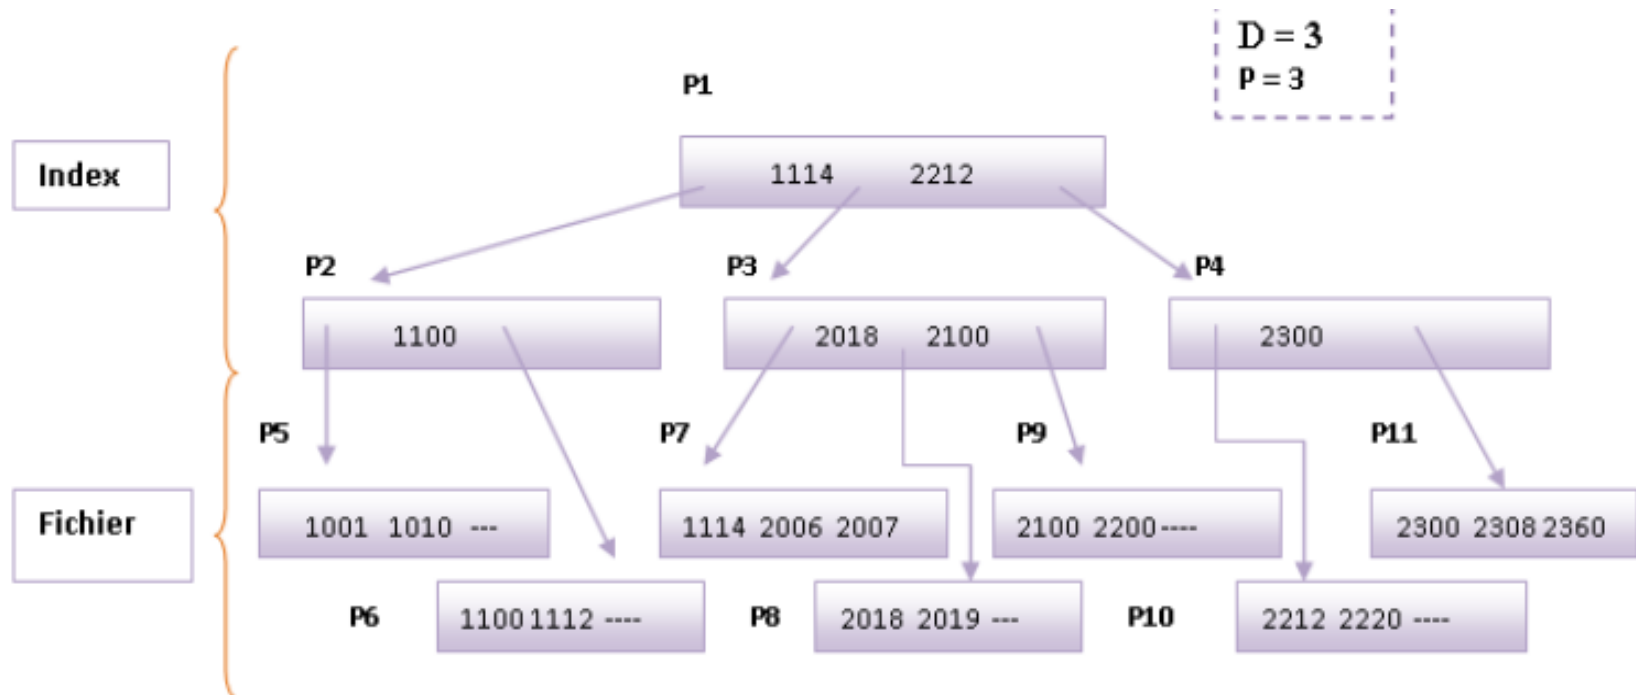 D = 3
P = 3
P1
Index
1114 2212
P2 P3 P4
1100
2018 2100
2300
P5 P7 P9 P11
Fichier
1001 1010 ---
1114 2006 2007
2100 2200 ----
2300 2308 2360
P6
1100 1112 ----
P8
2018 2019 ---
P10
2212 2220 ----